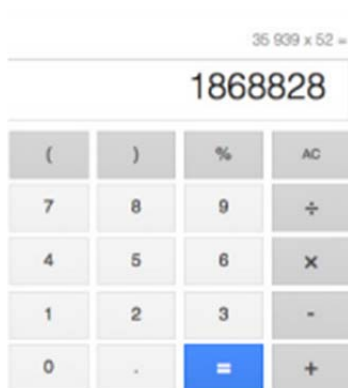 35 939 x 52 =
1868828
( ) % AC
7 8 9 ÷
4 5 6 ×
1 2 3 -
0 . = +